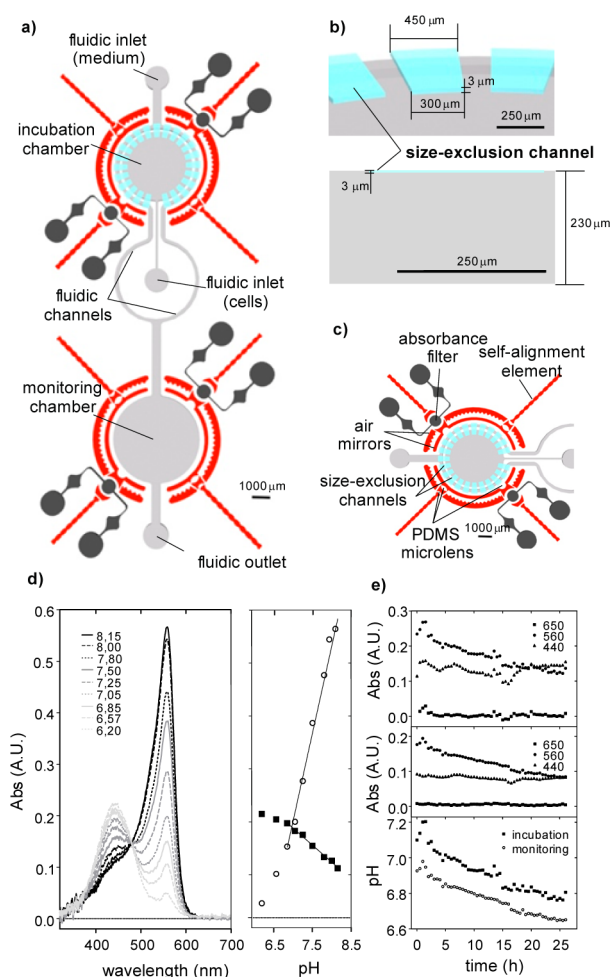 a)
fluidic inlet
(medium)
incubation
chamber
fluidic
channels
fluidic inlet
(cells)
monitoring
chamber
1000 μm
fluidic outlet
b)
450 μm
3 μm
300 μm
250 μm
size-exclusion channel
3 μm
230
μm
250 μm
c)
absorbance
filter
self-alignment
element
air
mirrors
size-exclusion
channels
PDMS
microlens
1000 μm
d)
0.6
0.5
0.4
0.3
0.2
0.1
0.0
Abs (A.U.)
8,15
8,00
7,80
7,50
7,25
7,05
6,85
6,57
6,20
400 500 600 700
wavelength (nm)
6.5 7.5 8.5
pH
e)
0.3
0.2
0.1
0.0
Abs (A.U.)
650
560
440
0.2
0.1
0.0
Abs (A.U.)
650
560
440
7.2
7.0
6.8
6.6
pH
incubation
monitoring
0 5 10 15 20 25
time (h)